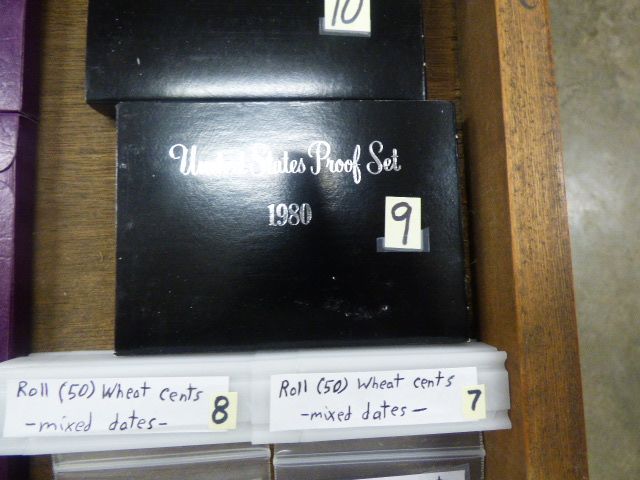 10
United States Proof Set
1980
9
Roll (50) Wheat cents
-mixed dates-
8
Roll (50) Wheat cents
-mixed dates-
7